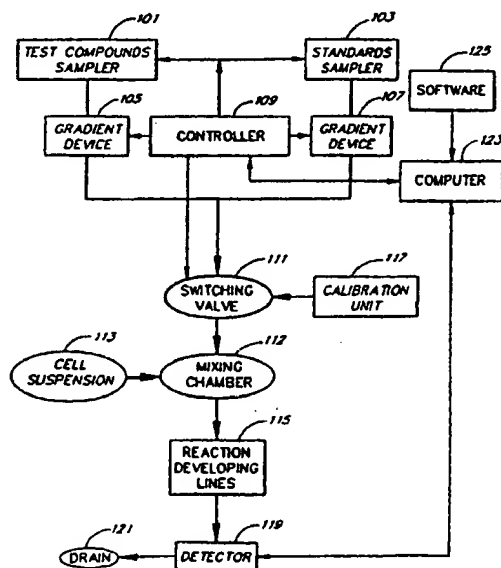 101
TEST COMPOUNDS
SAMPLER
103
STANDARDS
SAMPLER
125
SOFTWARE
105
GRADIENT
DEVICE
109
CONTROLLER
107
GRADIENT
DEVICE
123
COMPUTER
111
SWITCHING
VALVE
117
CALIBRATION
UNIT
113
CELL
SUSPENSION
112
MIXING
CHAMBER
115
REACTION
DEVELOPING
LINES
121
DRAIN
119
DETECTOR